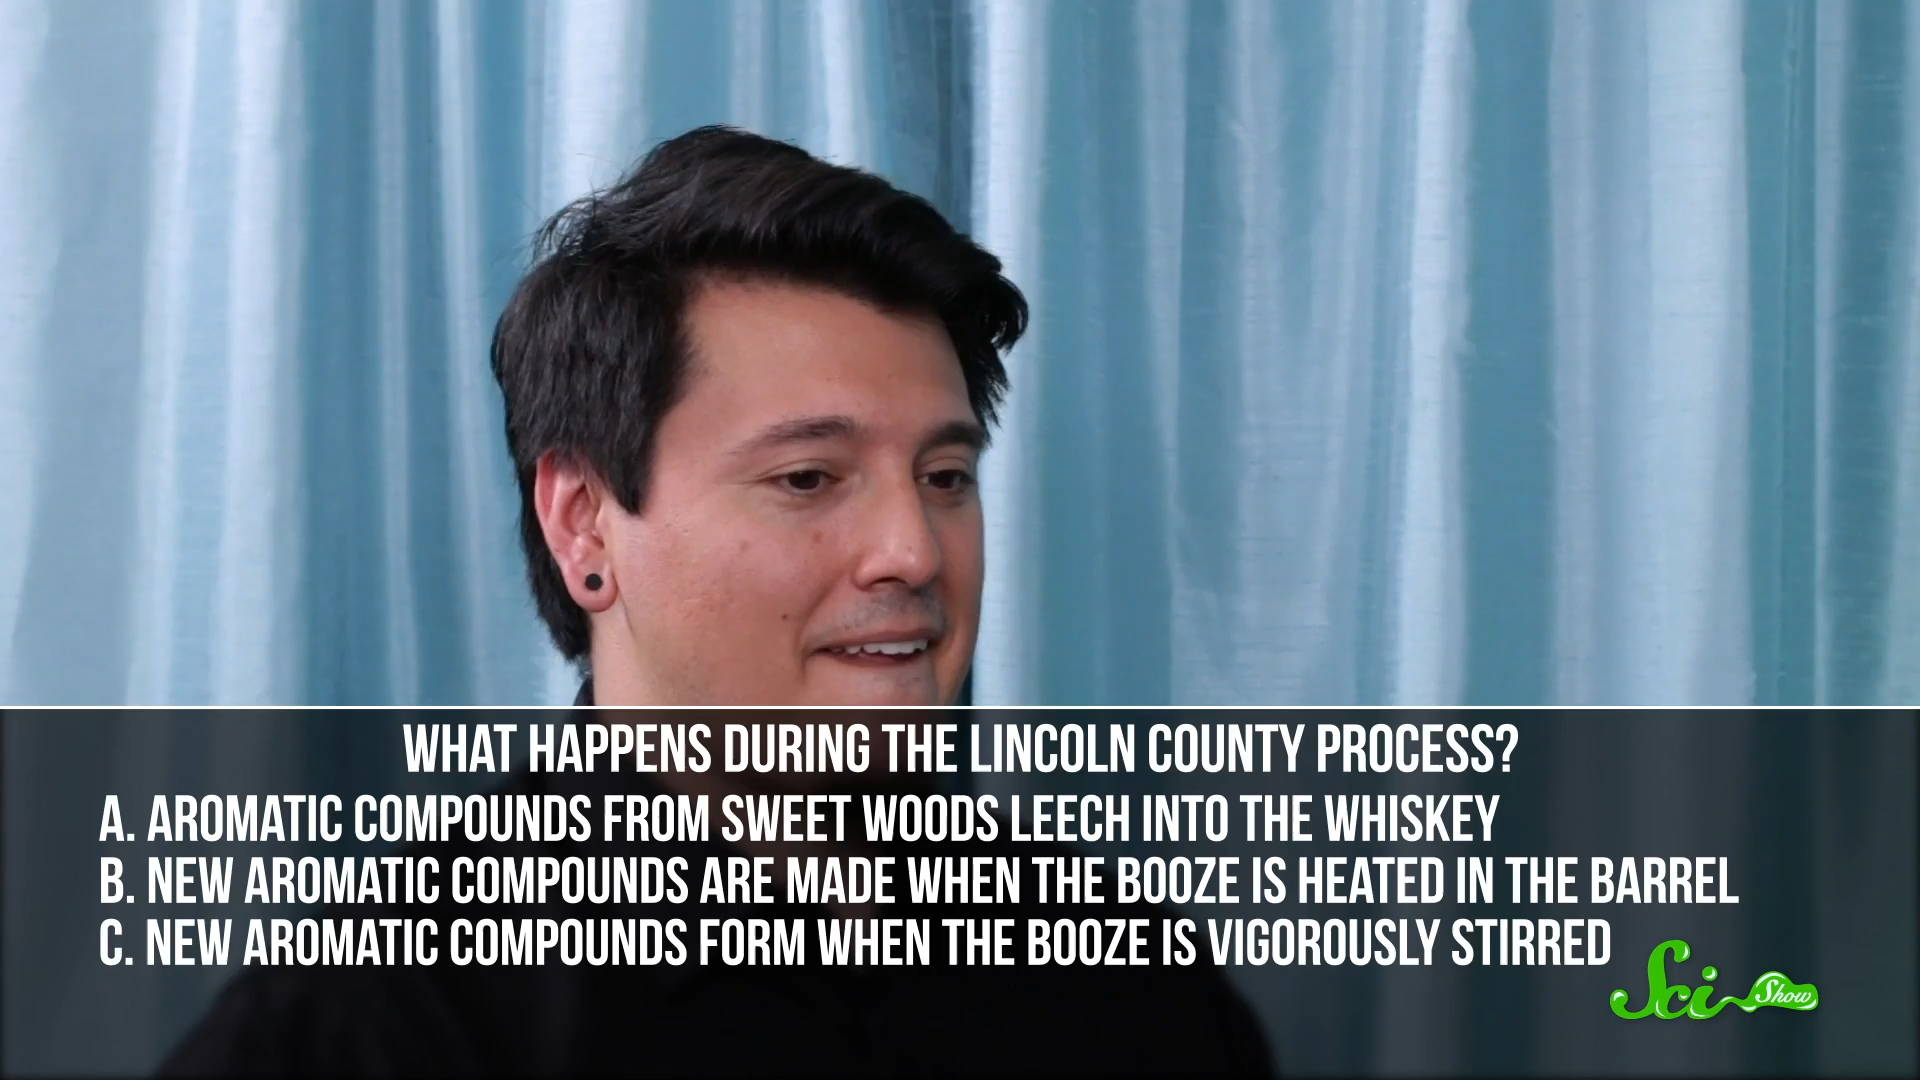 WHAT HAPPENS DURING THE LINCOLN COUNTY PROCESS?
A. AROMATIC COMPOUNDS FROM SWEET WOODS LEECH INTO THE WHISKEY
B. NEW AROMATIC COMPOUNDS ARE MADE WHEN THE BOOZE IS HEATED IN THE BARREL
C. NEW AROMATIC COMPOUNDS FORM WHEN THE BOOZE IS VIGOROUSLY STIRRED
Sci Show